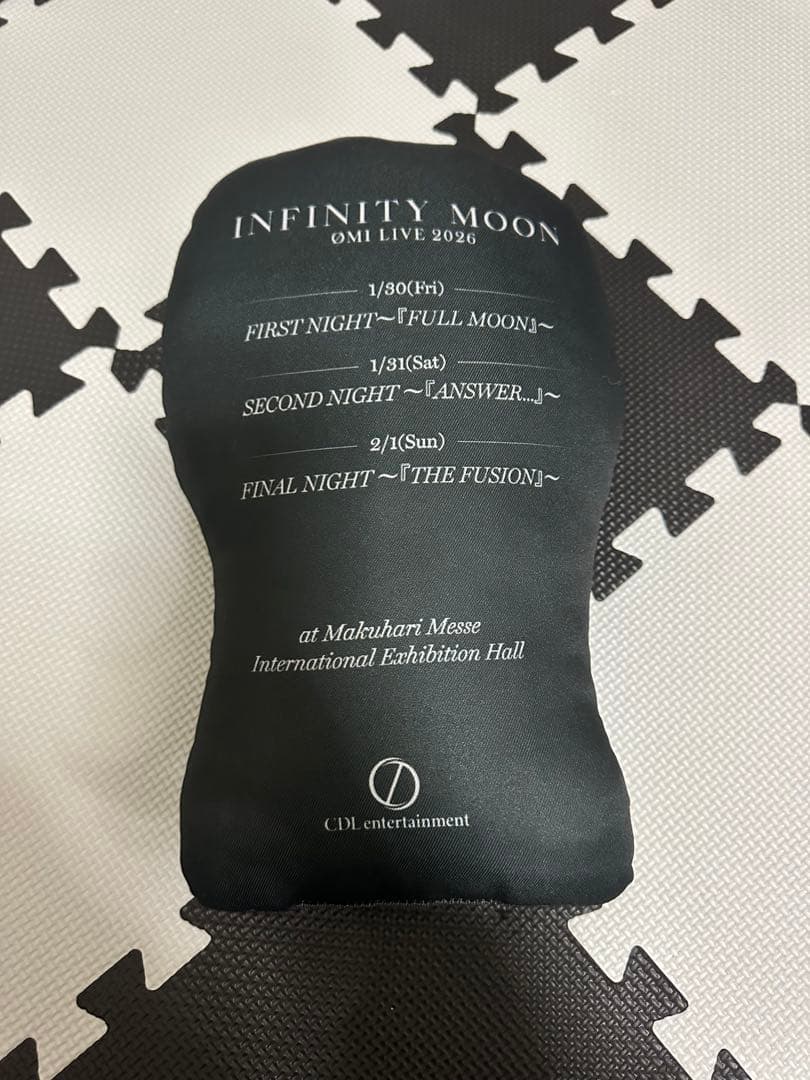 INFINITY MOON
ØMI LIVE 2026
1/30(Fri)
FIRST NIGHT～『FULL MOON』～
1/31(Sat)
SECOND NIGHT ～『ANSWER...』～
2/1(Sun)
FINAL NIGHT ～『THE FUSION』～
at Makuhari Messe
International Exhibition Hall
CDL entertainment